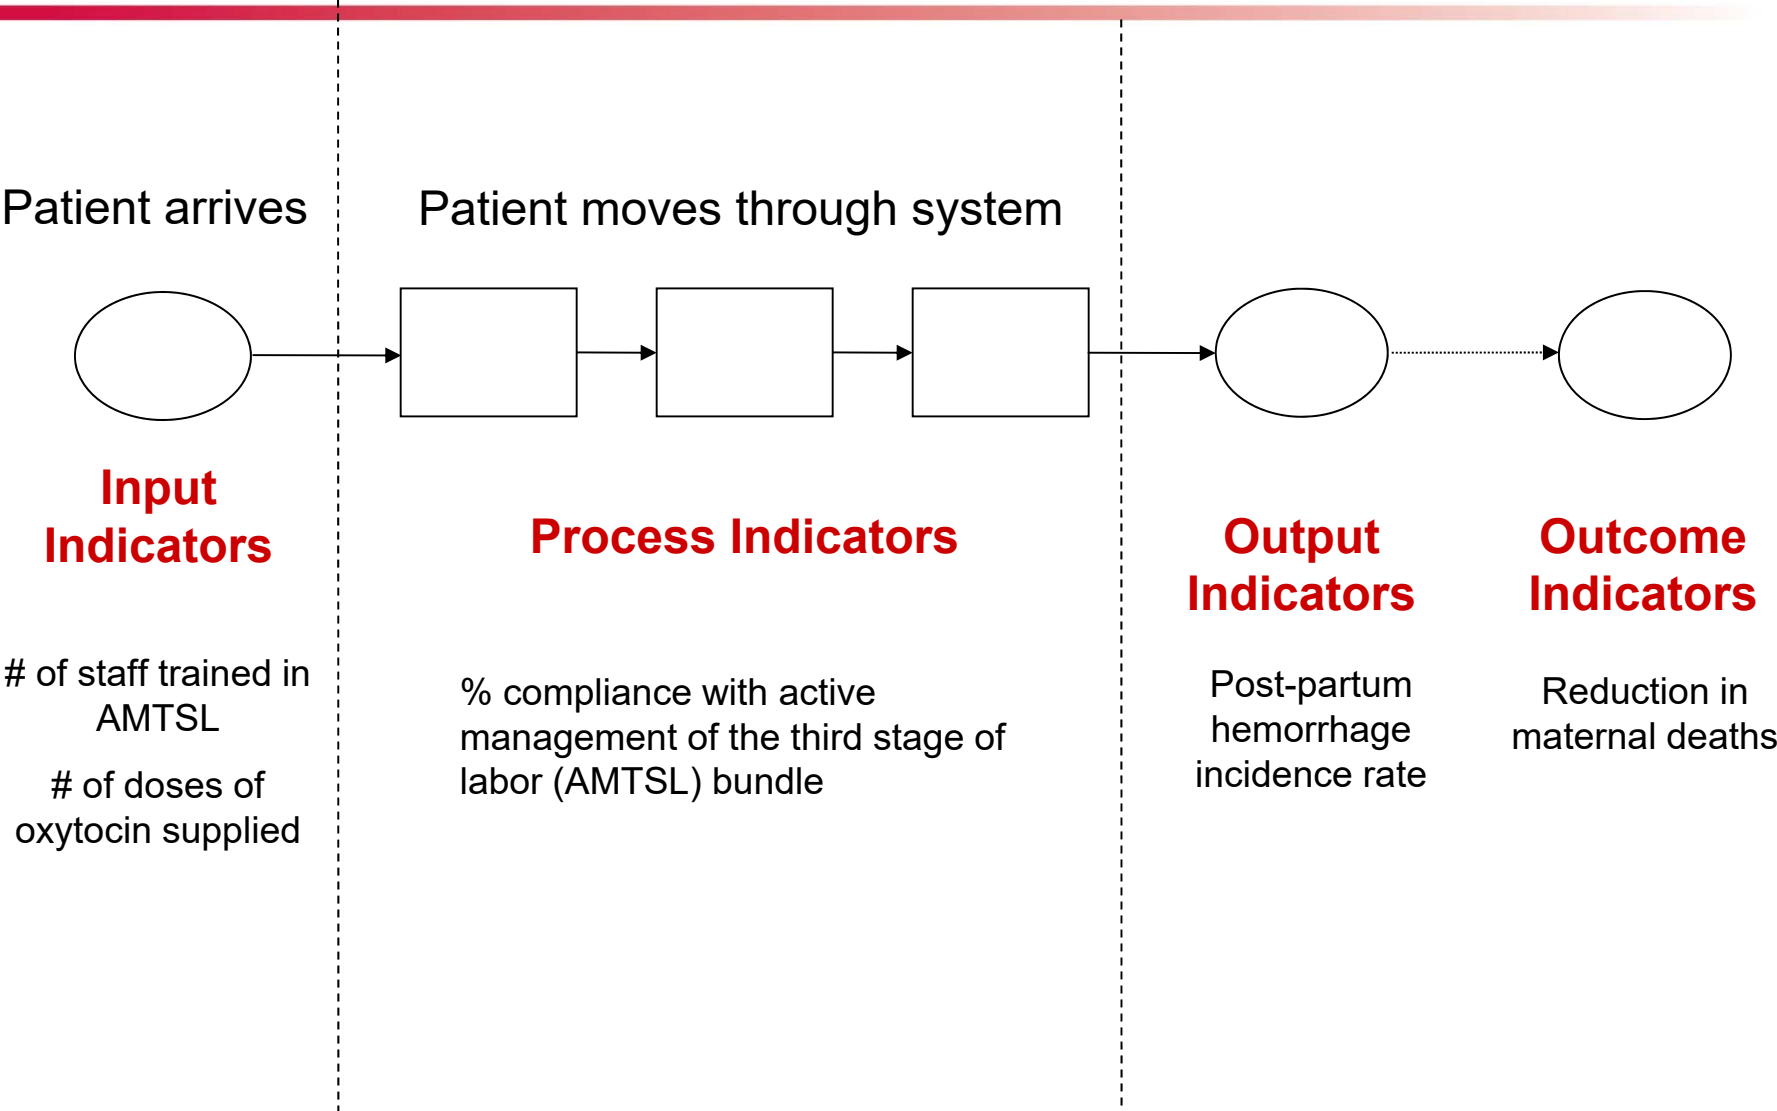 Patient arrives
Patient moves through system
Input
Indicators
Process Indicators
Output
Indicators
Outcome
Indicators
# of staff trained in
AMTSL
# of doses of
oxytocin supplied
% compliance with active
management of the third stage of
labor (AMTSL) bundle
Post-partum
hemorrhage
incidence rate
Reduction in
maternal deaths